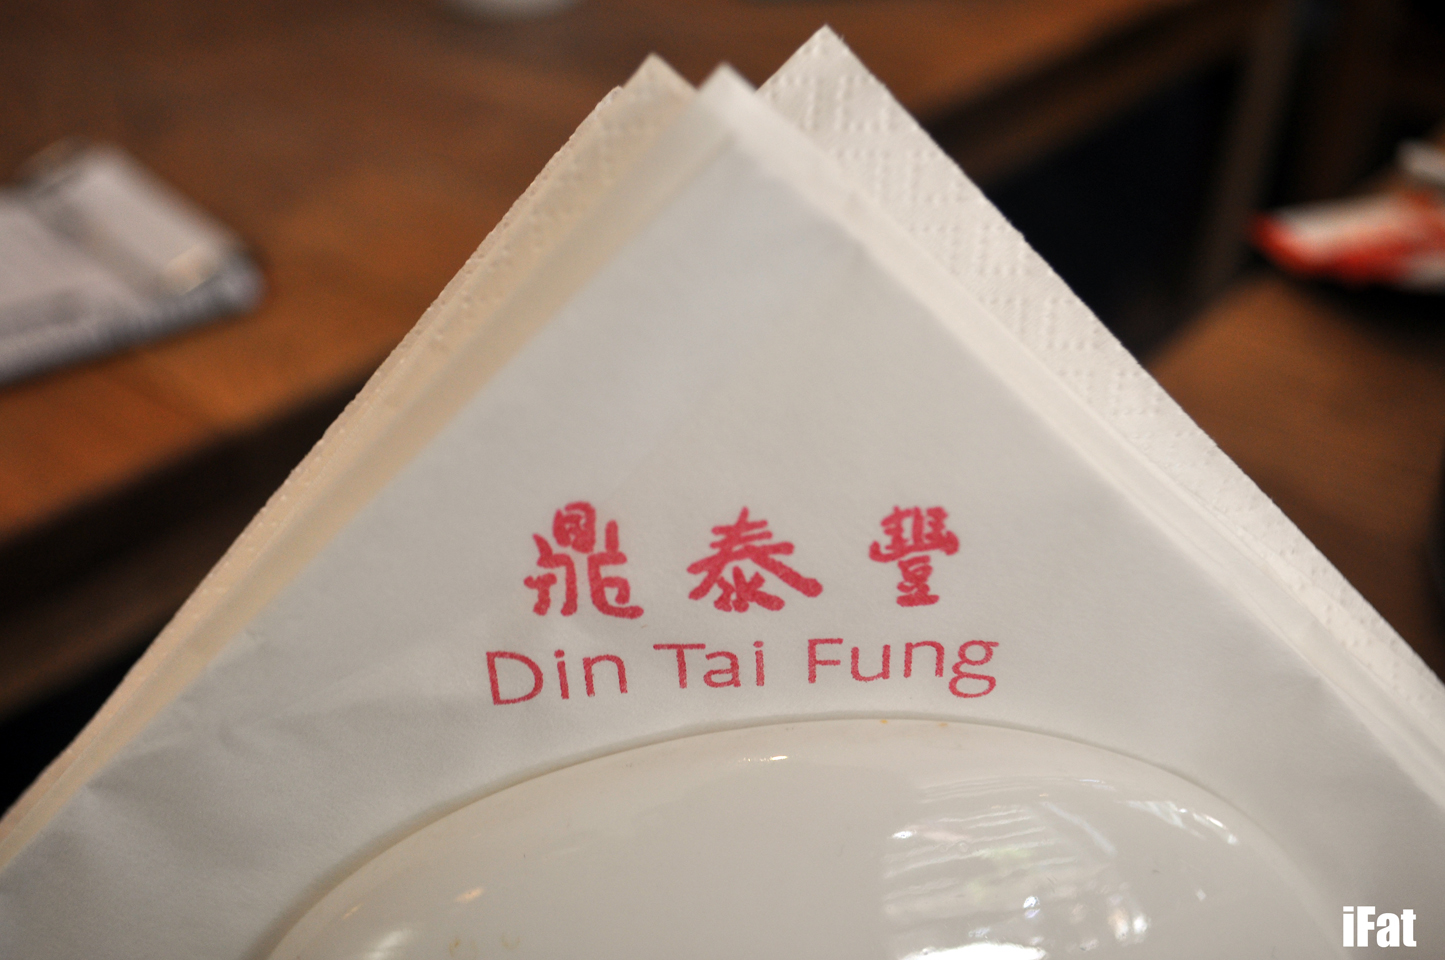 鼎泰豐
Din Tai Fung
iFat